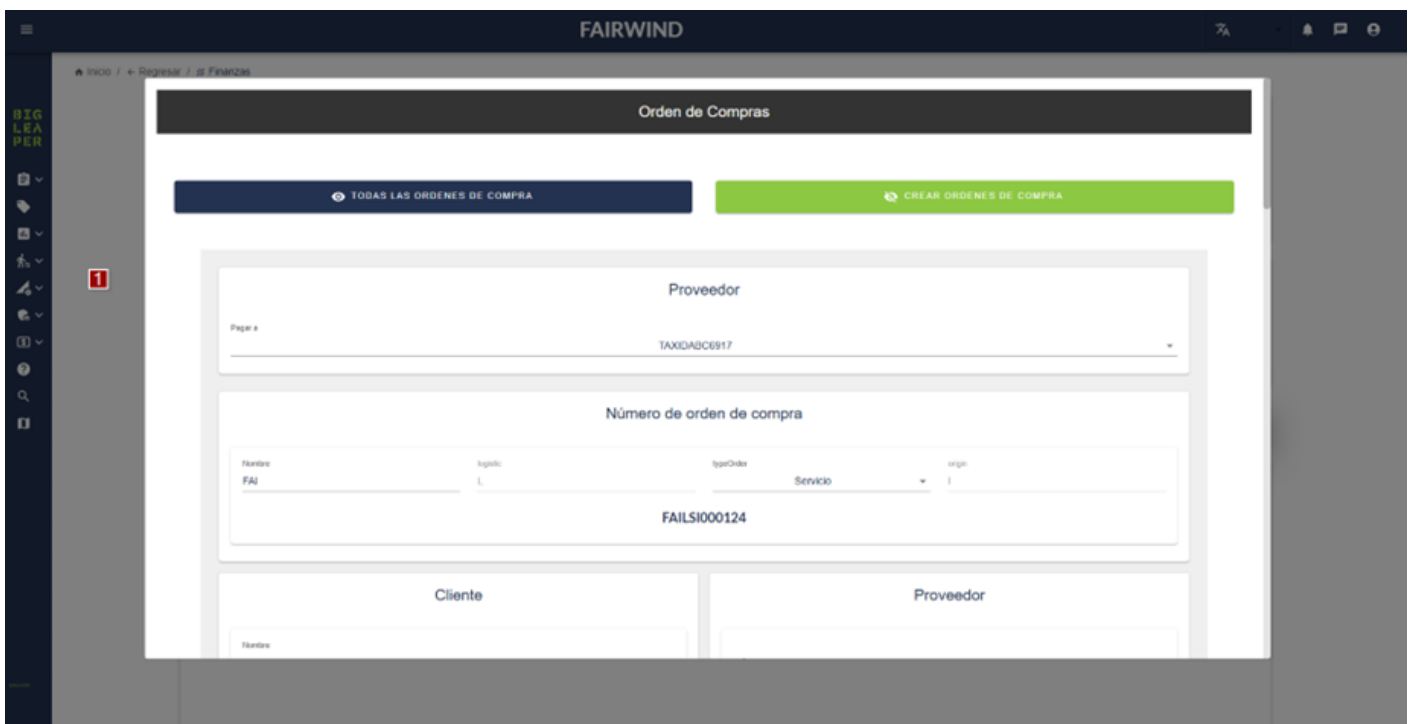 FAIRWIND
Inicio / Regresar / Finanzas
BIG
LEA
PER
Orden de Compras
TODAS LAS ORDENES DE COMPRA
CREAR ORDENES DE COMPRA
1
Proveedor
Pagar a
TAXIDABC6917
Número de orden de compra
Nombre logistic typeOrder origin
FAI L Servicio I
FAILSI000124
Cliente Proveedor
Nombre